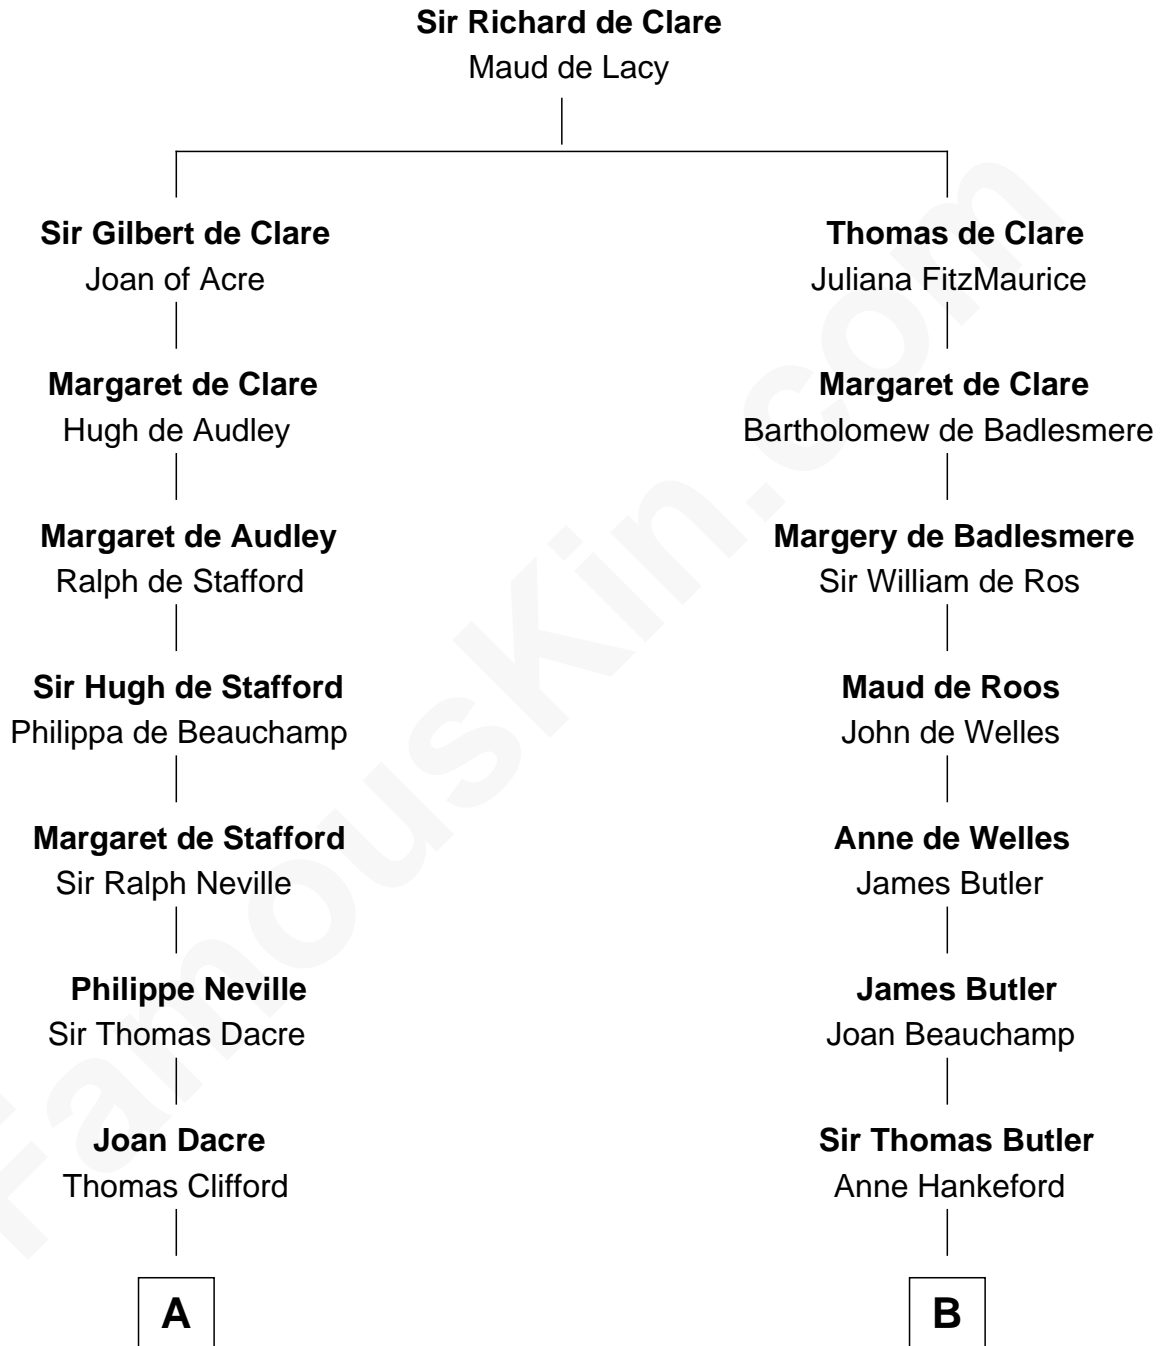 Sir Richard de Clare
Maud de Lacy
Sir Gilbert de Clare
Joan of Acre
Thomas de Clare
Juliana FitzMaurice
Margaret de Clare
Hugh de Audley
Margaret de Clare
Bartholomew de Badlesmere
Margaret de Audley
Ralph de Stafford
Margery de Badlesmere
Sir William de Ros
Sir Hugh de Stafford
Philippa de Beauchamp
Maud de Roos
John de Welles
Margaret de Stafford
Sir Ralph Neville
Anne de Welles
James Butler
Philippe Neville
Sir Thomas Dacre
James Butler
Joan Beauchamp
Joan Dacre
Thomas Clifford
Sir Thomas Butler
Anne Hankeford
A
B
FamousKin.com